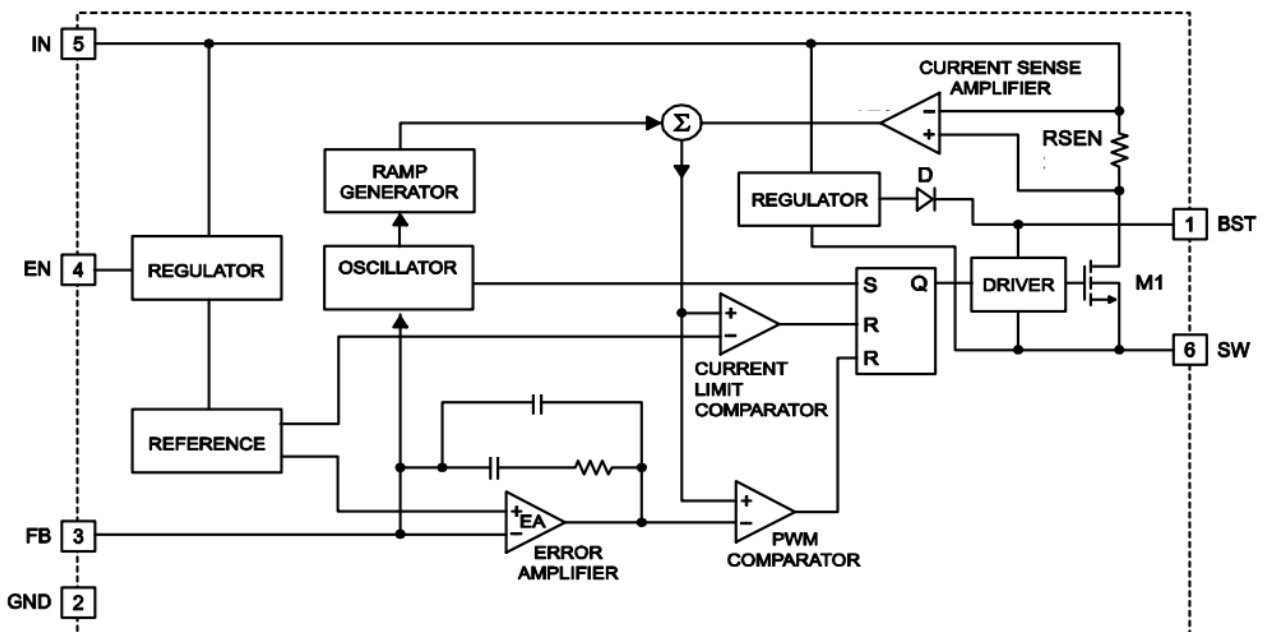 IN 5
CURRENT SENSE
AMPLIFIER
Σ
−
+
RSEN
RAMP
GENERATOR
D
REGULATOR
1 BST
EN 4
REGULATOR
OSCILLATOR
S Q
DRIVER
M1
+
−
R
CURRENT
LIMIT
COMPARATOR
R
6 SW
REFERENCE
+
EA
−
ERROR
AMPLIFIER
+
−
PWM
COMPARATOR
FB 3
GND 2